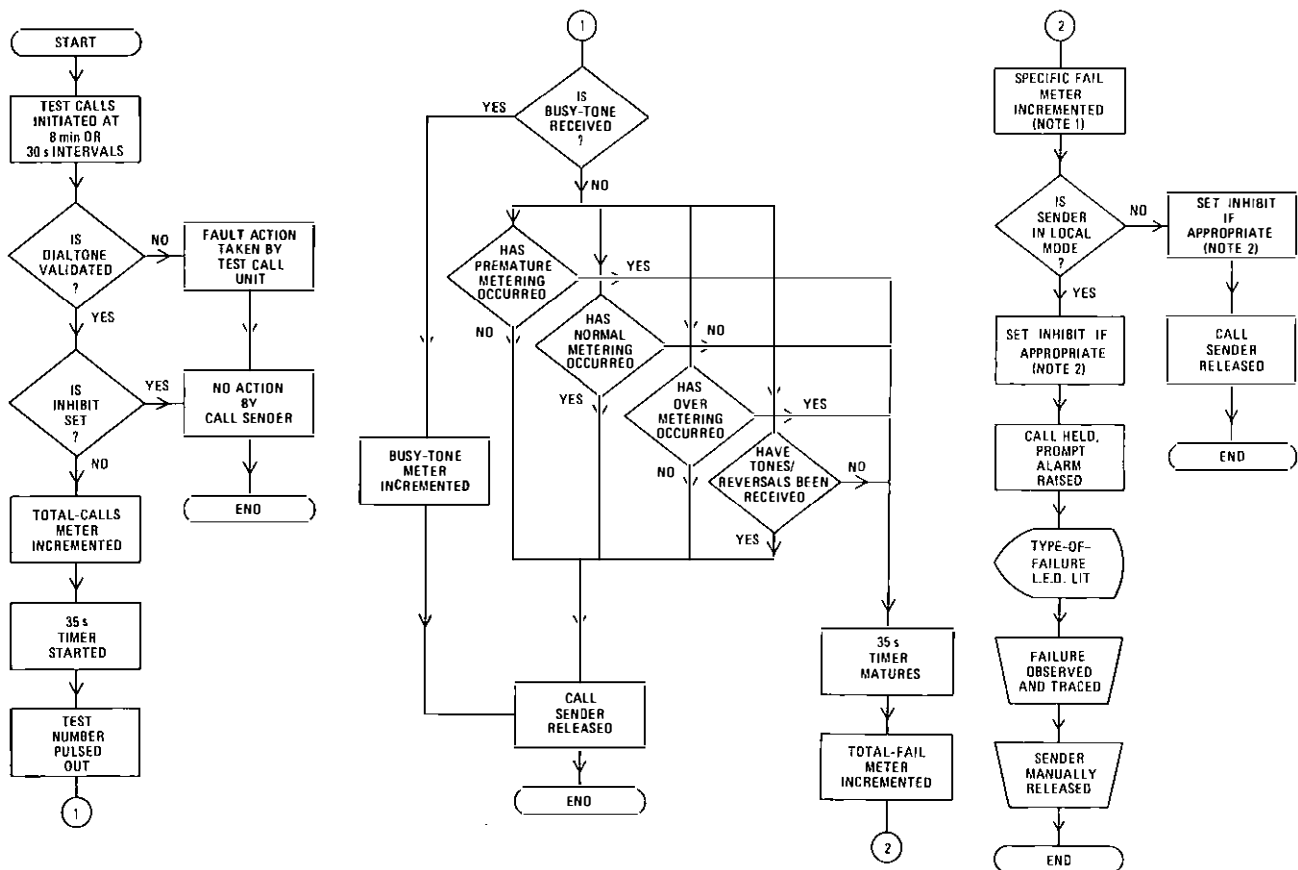 START
TEST CALLS
INITIATED AT
8 min OR
30 s INTERVALS
IS
DIALTONE
VALIDATED
?
NO
FAULT ACTION
TAKEN BY
TEST CALL
UNIT
YES
IS
INHIBIT
SET
?
YES
NO ACTION
BY
CALL SENDER
END
NO
TOTAL-CALLS
METER
INCREMENTED
35 s
TIMER
STARTED
TEST
NUMBER
PULSED
OUT
1
1
IS
BUSY-TONE
RECEIVED
?
YES
NO
HAS
PREMATURE
METERING
OCCURRED
YES
NO
HAS
NORMAL
METERING
OCCURRED
NO
YES
HAS
OVER
METERING
OCCURRED
YES
NO
HAVE
TONES/
REVERSALS BEEN
RECEIVED
NO
YES
BUSY-TONE
METER
INCREMENTED
CALL
SENDER
RELEASED
END
35 s
TIMER
MATURES
TOTAL-FAIL
METER
INCREMENTED
2
2
SPECIFIC FAIL
METER
INCREMENTED
(NOTE 1)
IS
SENDER
IN LOCAL
MODE
?
NO
SET INHIBIT
IF
APPROPRIATE
(NOTE 2)
CALL
SENDER
RELEASED
END
YES
SET INHIBIT IF
APPROPRIATE
(NOTE 2)
CALL HELD,
PROMPT
ALARM
RAISED
TYPE-OF-
FAILURE
L.E.D. LIT
FAILURE
OBSERVED
AND TRACED
SENDER
MANUALLY
RELEASED
END